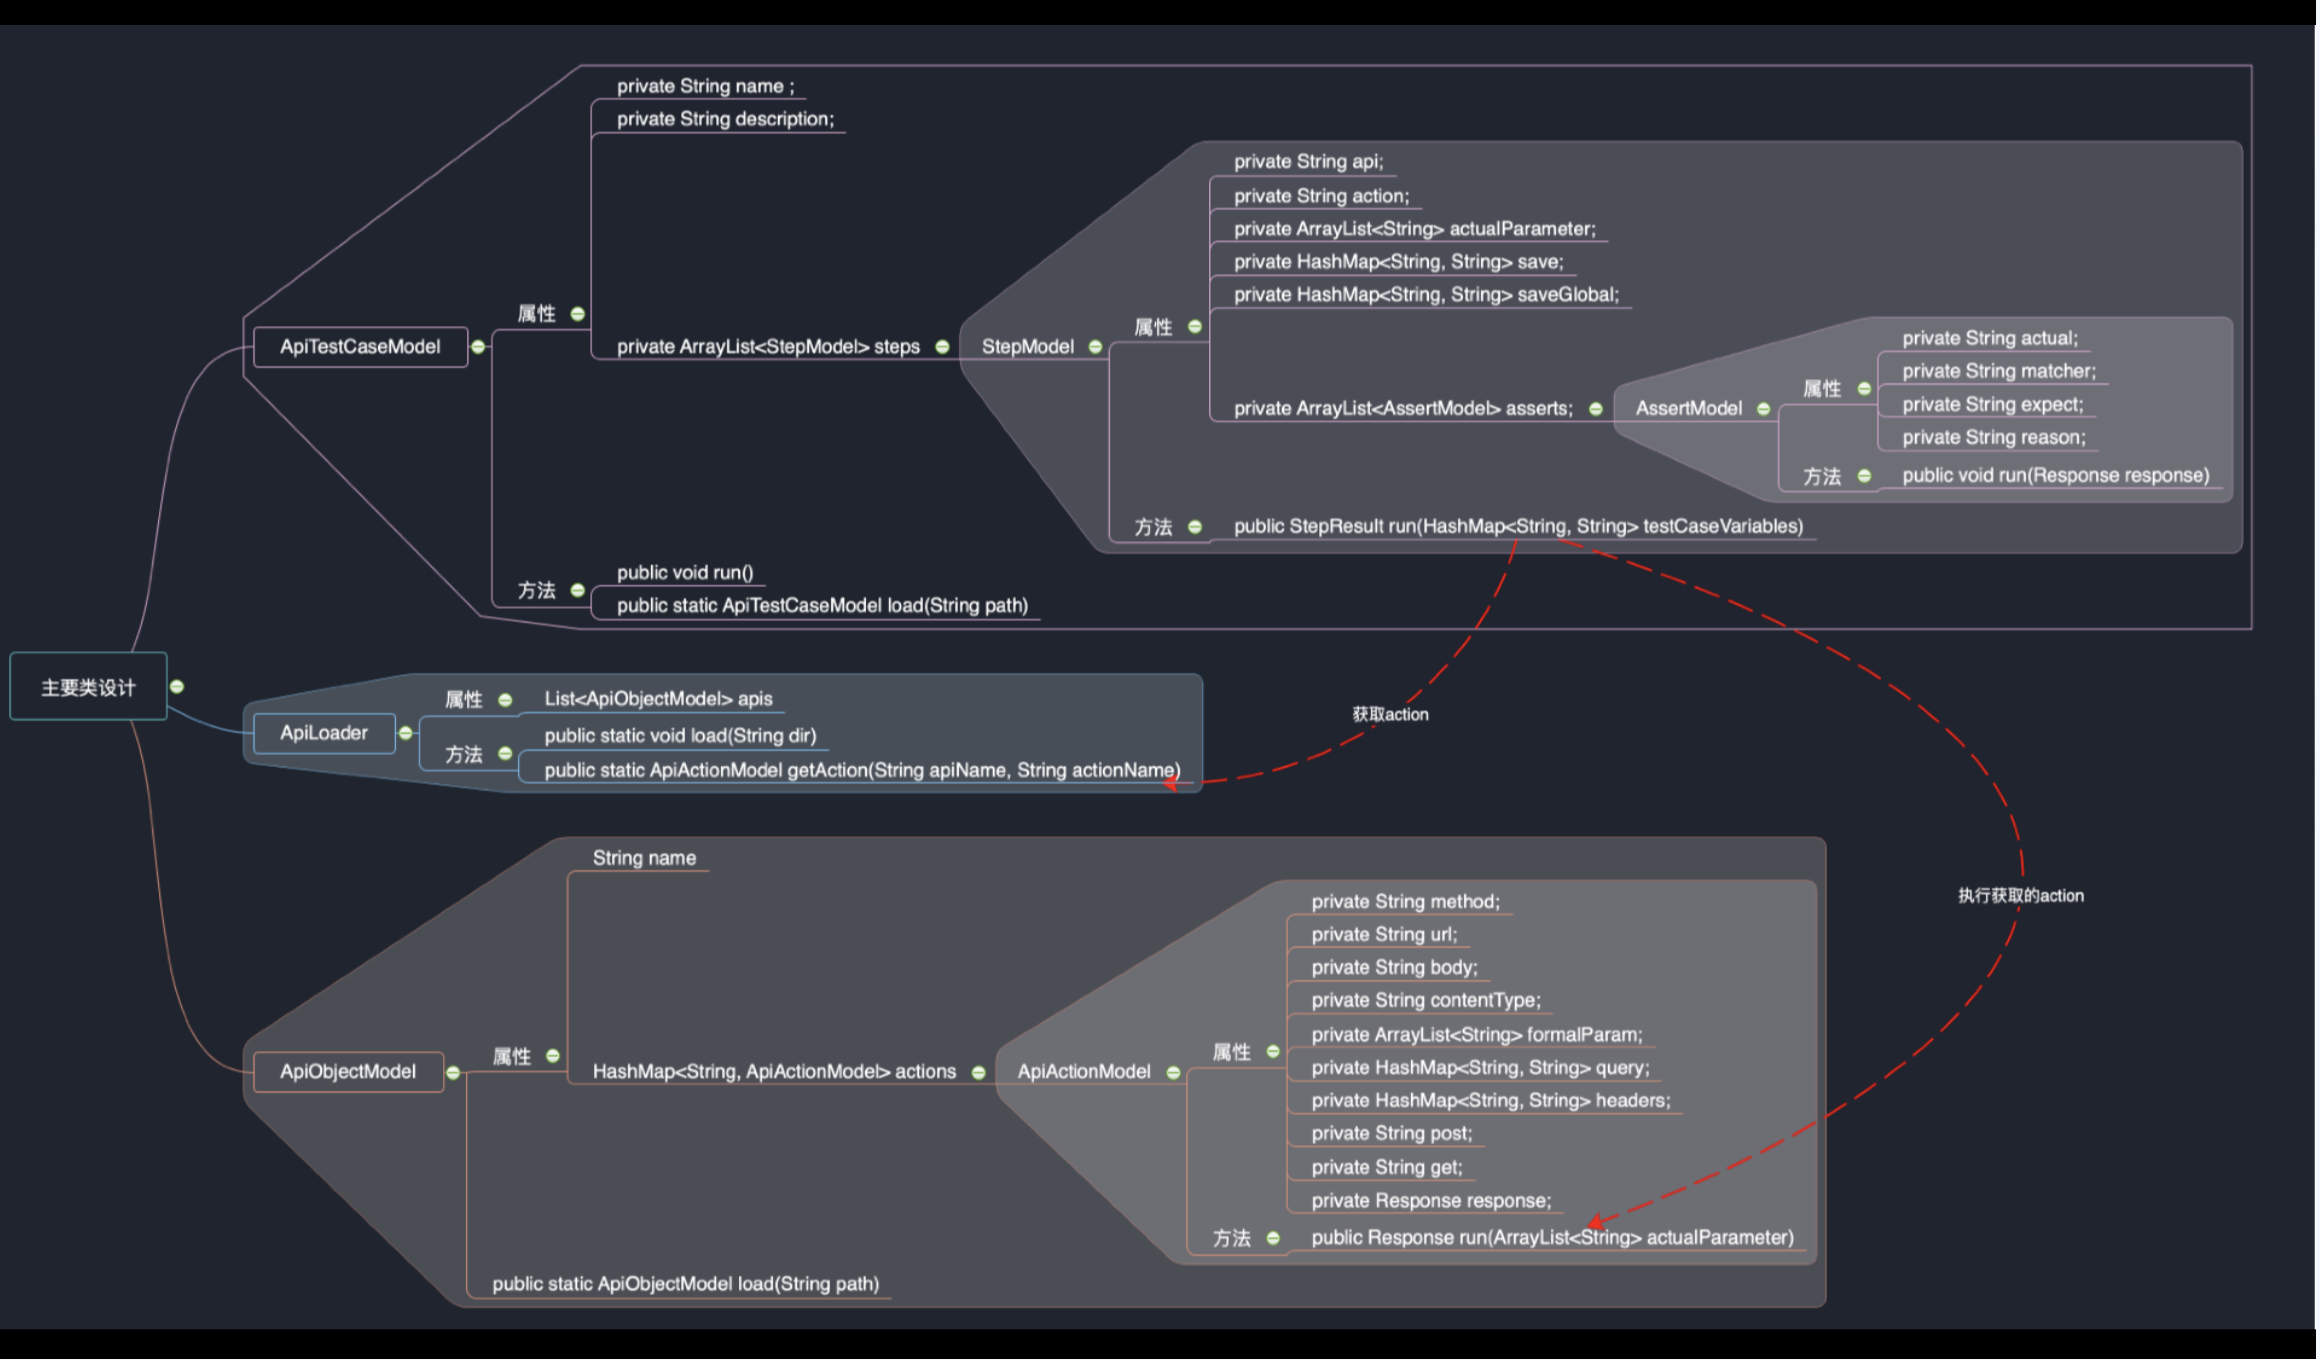 主要类设计
ApiTestCaseModel
属性
private String name ;
private String description;
private ArrayList<StepModel> steps
StepModel
属性
private String api;
private String action;
private ArrayList<String> actualParameter;
private HashMap<String, String> save;
private HashMap<String, String> saveGlobal;
private ArrayList<AssertModel> asserts;
AssertModel
属性
private String actual;
private String matcher;
private String expect;
private String reason;
方法
public void run(Response response)
方法
public StepResult run(HashMap<String, String> testCaseVariables)
方法
public void run()
public static ApiTestCaseModel load(String path)
ApiLoader
属性
List<ApiObjectModel> apis
方法
public static void load(String dir)
public static ApiActionModel getAction(String apiName, String actionName)
获取action
执行获取的action
ApiObjectModel
属性
String name
HashMap<String, ApiActionModel> actions
ApiActionModel
属性
private String method;
private String url;
private String body;
private String contentType;
private ArrayList<String> formalParam;
private HashMap<String, String> query;
private HashMap<String, String> headers;
private String post;
private String get;
private Response response;
方法
public Response run(ArrayList<String> actualParameter)
public static ApiObjectModel load(String path)